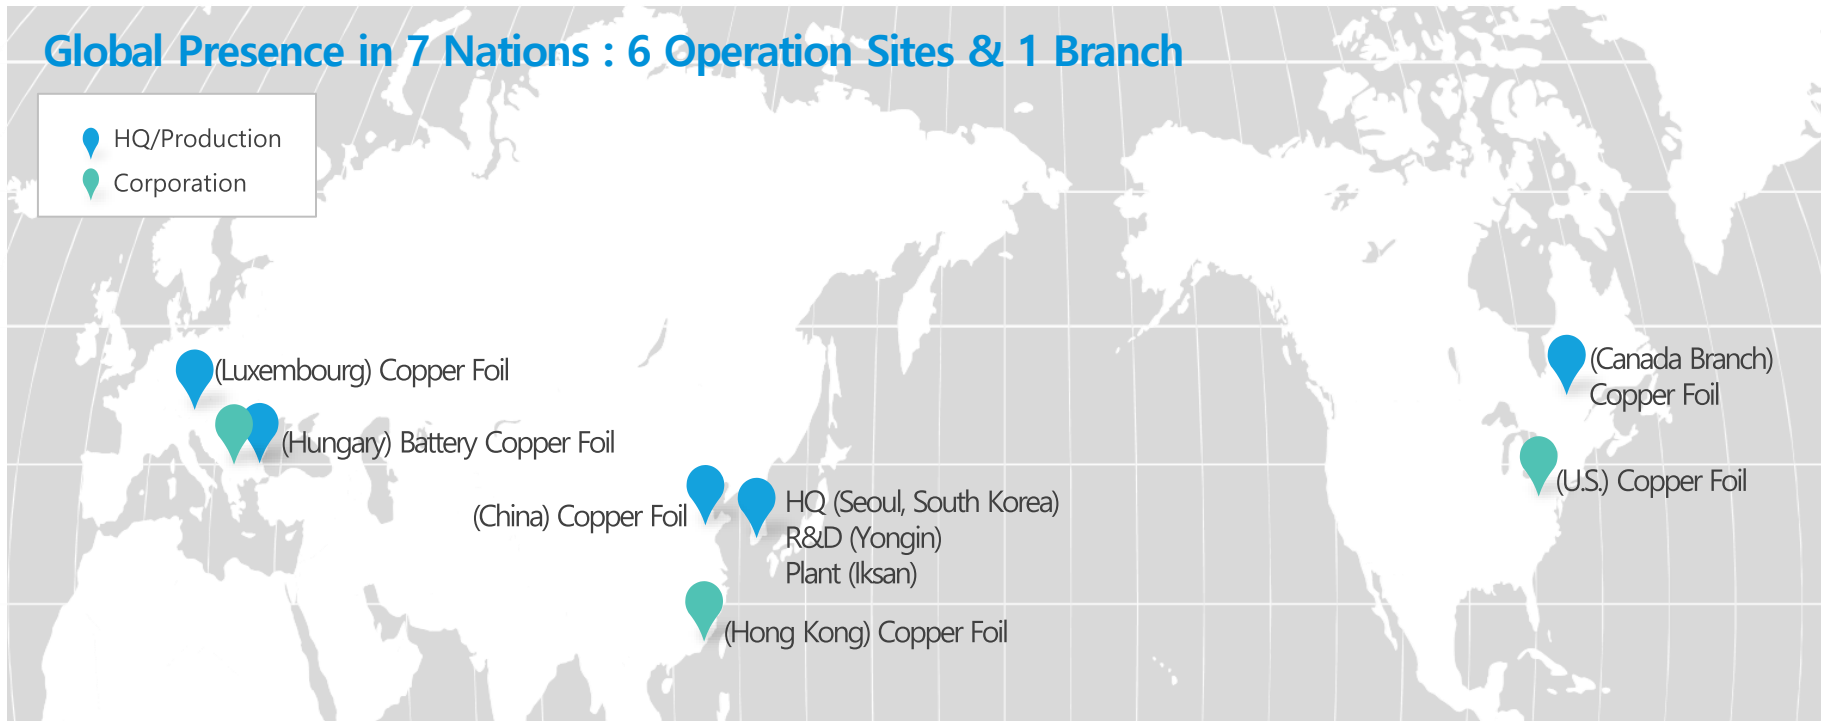 Global Presence in 7 Nations : 6 Operation Sites & 1 Branch
HQ/Production
Corporation
(Luxembourg) Copper Foil
(Hungary) Battery Copper Foil
(China) Copper Foil
HQ (Seoul, South Korea)
R&D (Yongin)
Plant (Iksan)
(Hong Kong) Copper Foil
(Canada Branch)
Copper Foil
(U.S.) Copper Foil